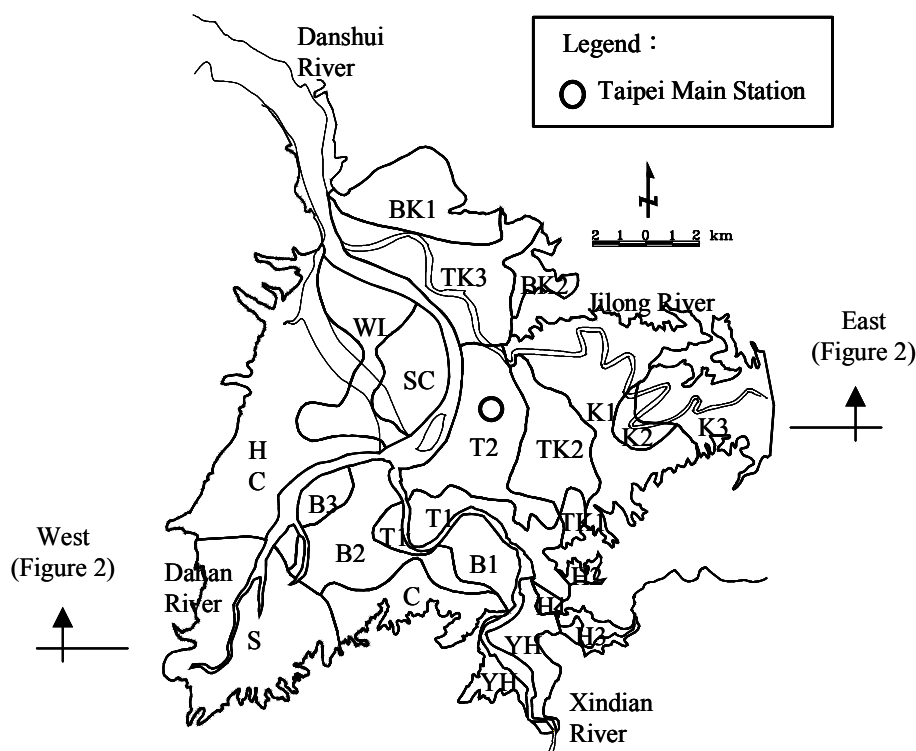 Danshui
River
Legend：
Taipei Main Station
BK1
2 1 0 1 2 km
TK3
BK2
Jilong River
East
(Figure 2)
WL
SC
K1
K2
K3
T2
TK2
H
C
B3
T1
T1
TK1
West
(Figure 2)
B2
B1
H2
Dahan
River
C
H1
H3
S
YH
YH
Xindian
River